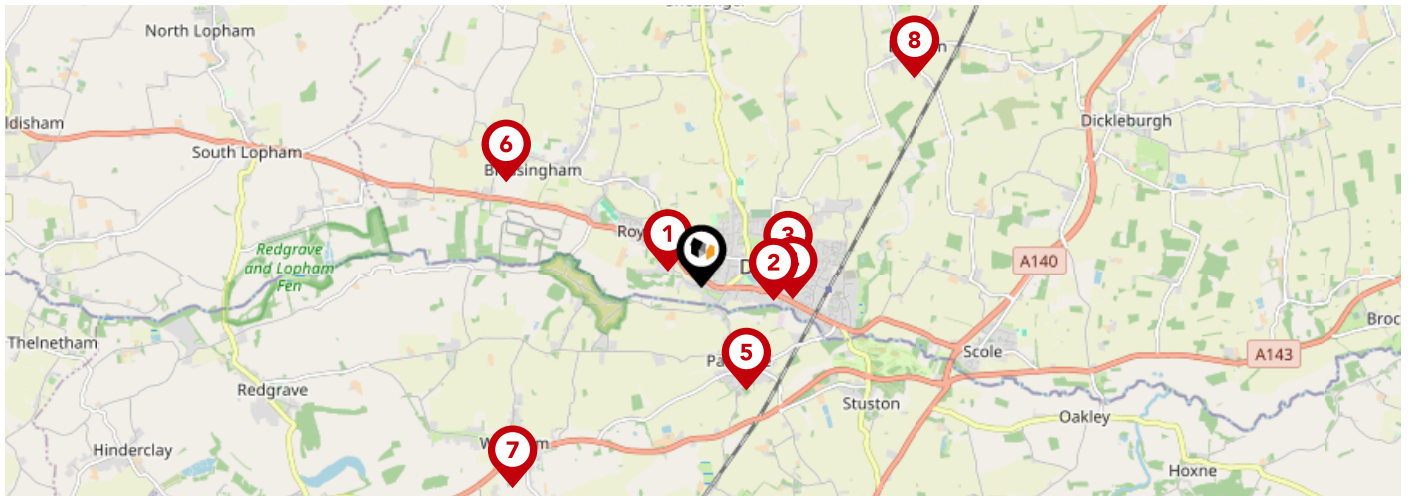 North Lopham
8
ldisham
Dickleburgh
6
South Lopham
1
3
Redgrave
and Lopham
Fen
2
A140
Thelnetham
5
Scole
A143
Redgrave
Stuston
Oakley
7
Hinderclay
Hoxne